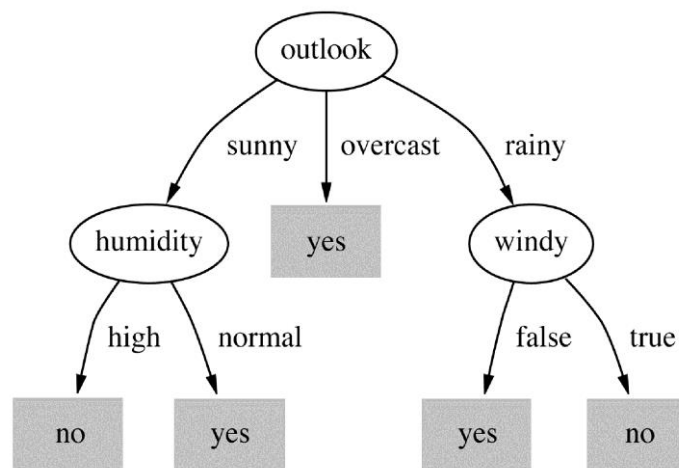 outlook
sunny overcast rainy
humidity yes windy
high normal false true
no yes yes no